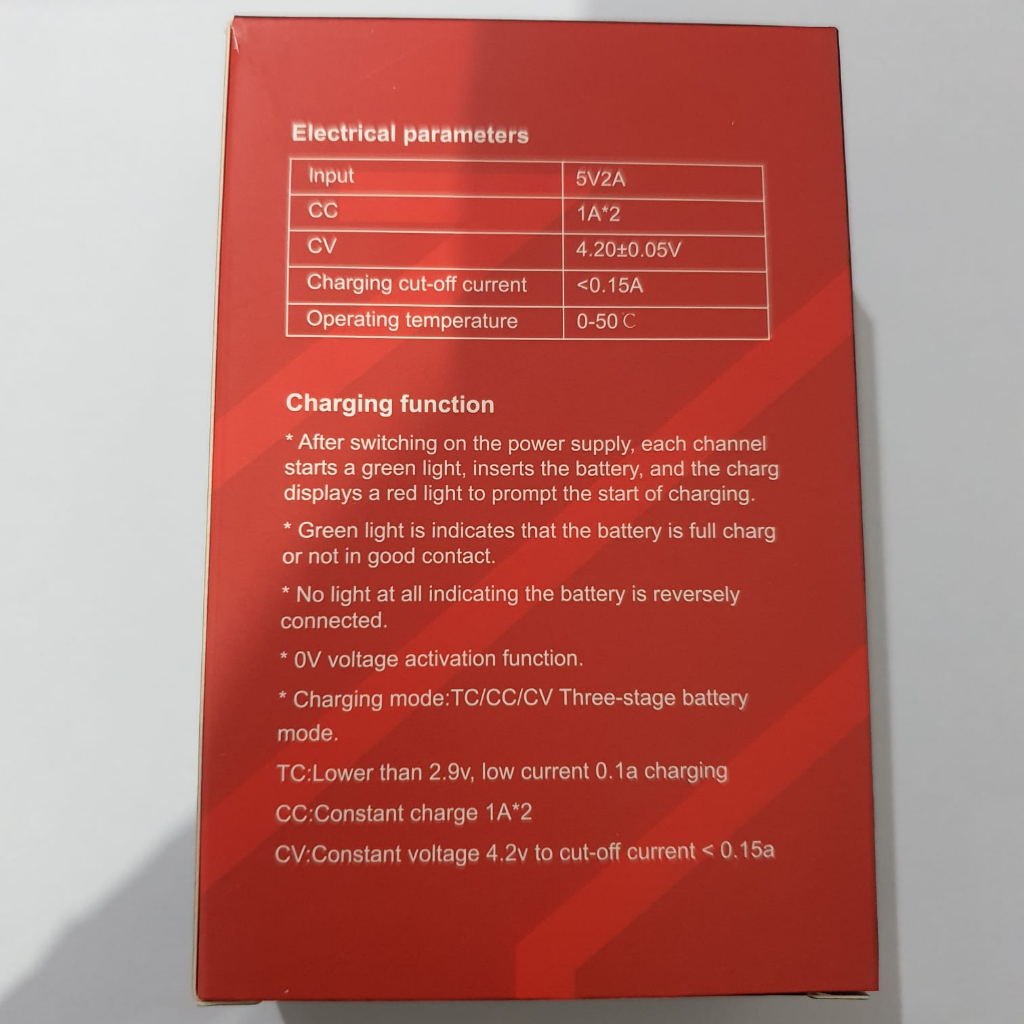 Electrical parameters
Input 5V2A
CC 1A*2
CV 4.20±0.05V
Charging cut-off current <0.15A
Operating temperature 0-50℃
Charging function
* After switching on the power supply, each channel
starts a green light, inserts the battery, and the charg
displays a red light to prompt the start of charging.
* Green light is indicates that the battery is full charg
or not in good contact.
* No light at all indicating the battery is reversely
connected.
* 0V voltage activation function.
* Charging mode:TC/CC/CV Three-stage battery
mode.
TC:Lower than 2.9v, low current 0.1a charging
CC:Constant charge 1A*2
CV:Constant voltage 4.2v to cut-off current < 0.15a